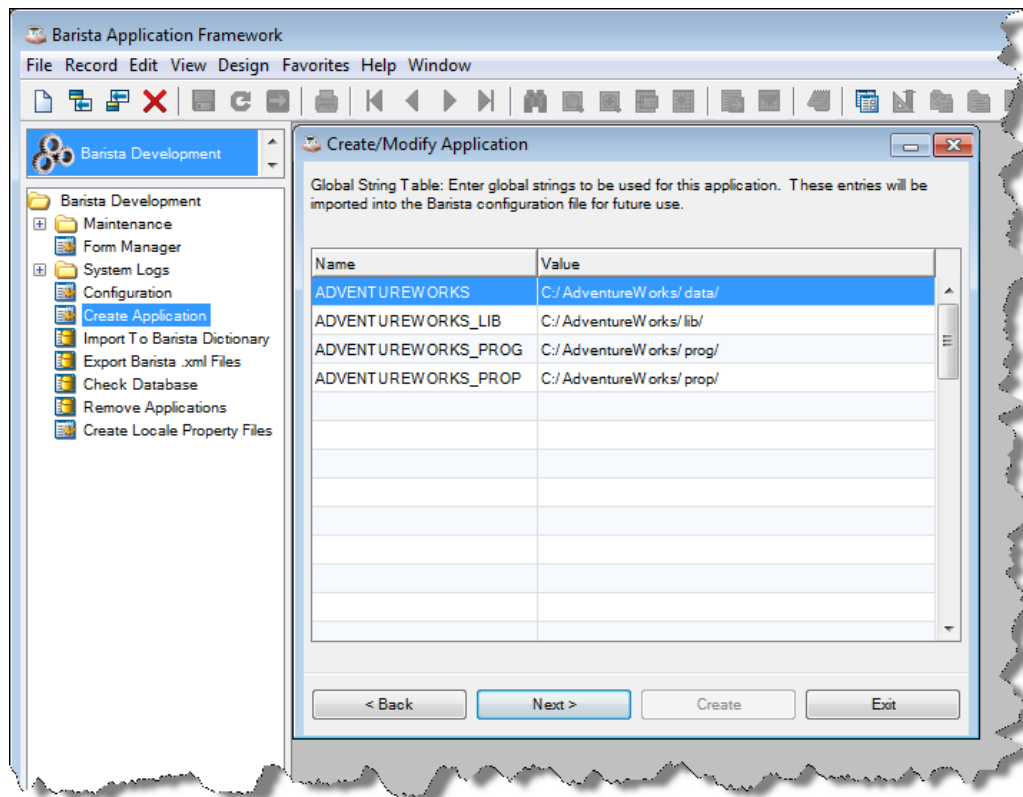 Barista Application Framework
File Record Edit View Design Favorites Help Window
Barista Development
Barista Development
Maintenance
Form Manager
System Logs
Configuration
Create Application
Import To Barista Dictionary
Export Barista .xml Files
Check Database
Remove Applications
Create Locale Property Files
Create/Modify Application
Global String Table: Enter global strings to be used for this application. These entries will be
imported into the Barista configuration file for future use.
Name Value
ADVENTUREWORKS C:/AdventureWorks/data/
ADVENTUREWORKS_LIB C:/AdventureWorks/lib/
ADVENTUREWORKS_PROG C:/AdventureWorks/prog/
ADVENTUREWORKS_PROP C:/AdventureWorks/prop/
< Back Next > Create Exit